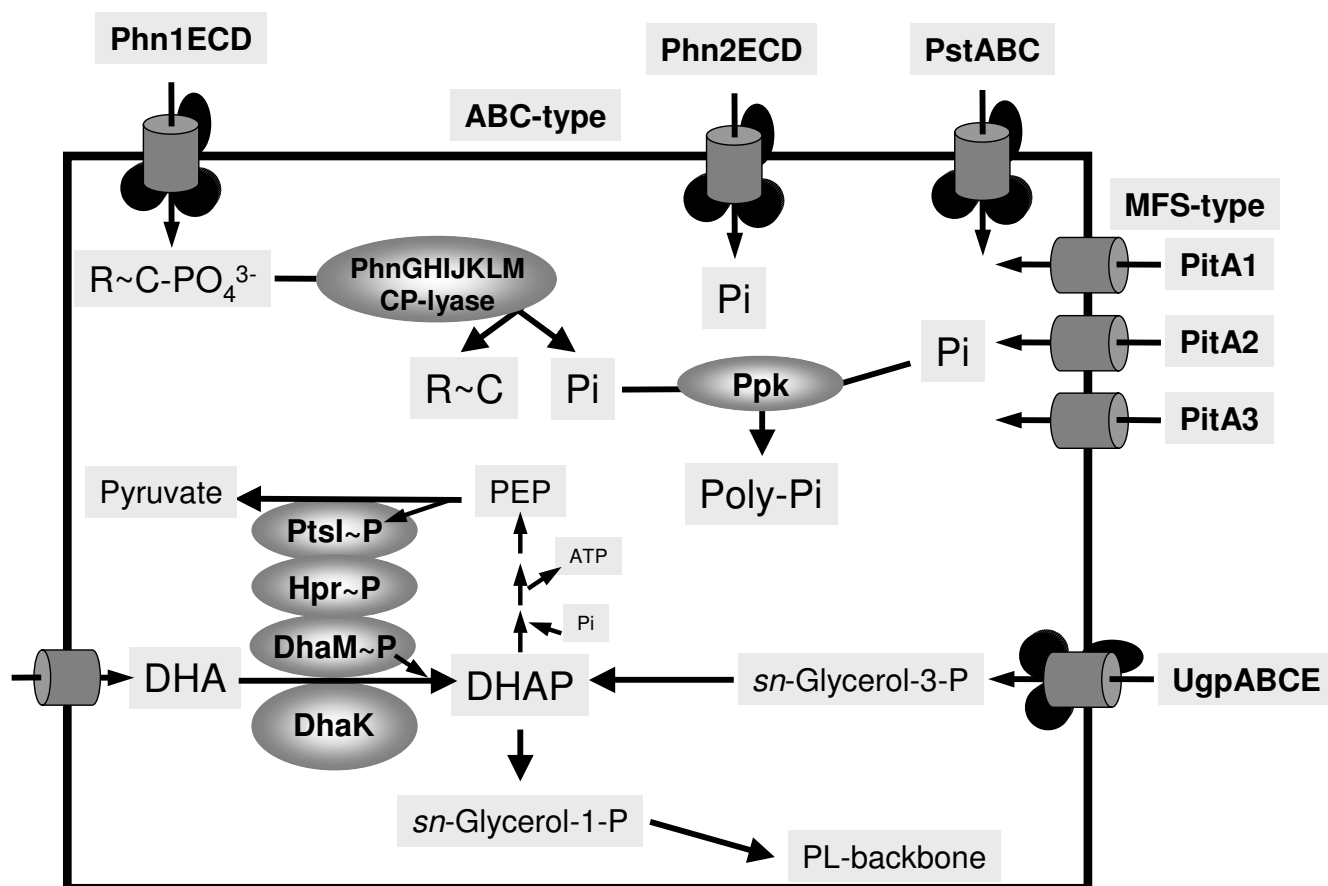 Phn1ECD
Phn2ECD
PstABC
ABC-type
MFS-type
PitA1
R~C-PO₄³⁻
PhnGHIJKLM
CP-lyase
Pi
PitA2
Pi
R~C
Pi
Ppk
PitA3
Pyruvate
PEP
Poly-Pi
PtsI~P
ATP
Hpr~P
Pi
DhaM~P
DHA
DHAP
sn-Glycerol-3-P
UgpABCE
DhaK
sn-Glycerol-1-P
PL-backbone